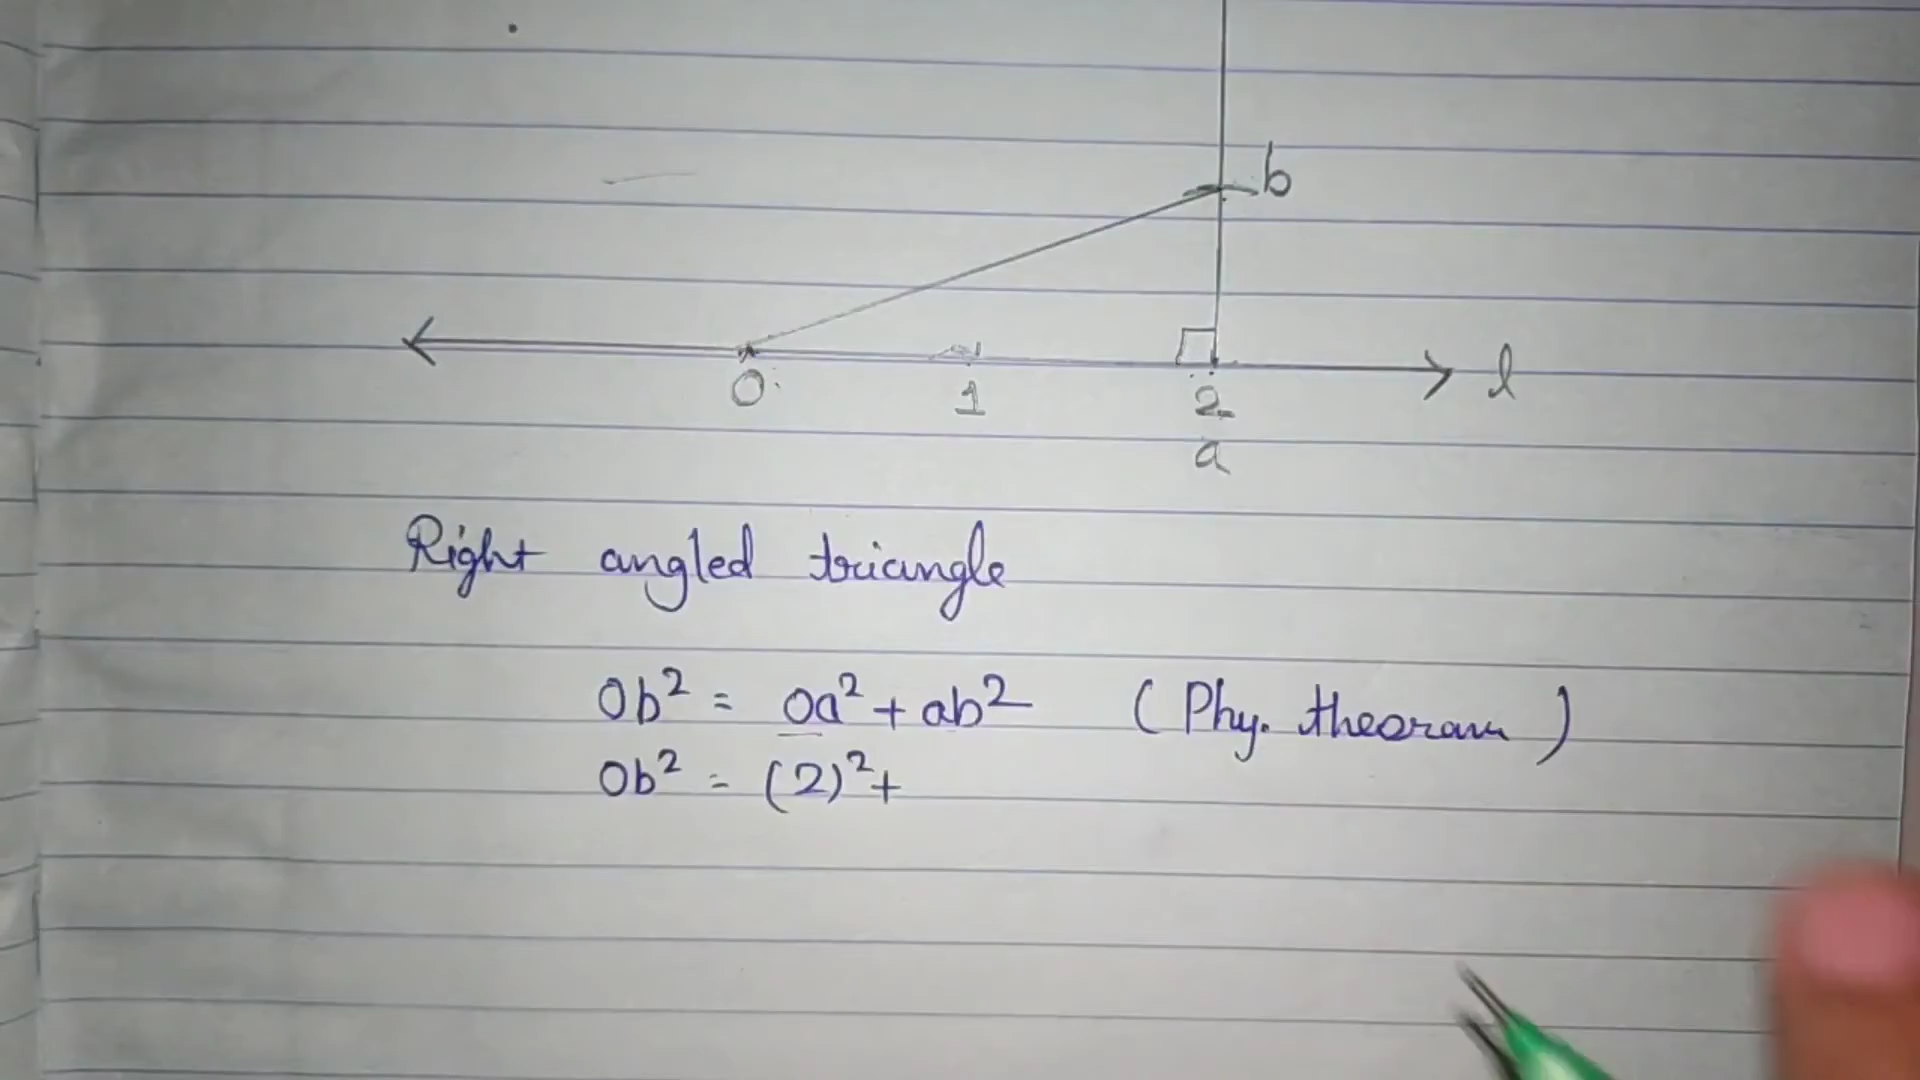 b
0 1 2 l
a
Right angled triangle
Ob² = Oa² + ab² (Phy. theoram)
Ob² = (2)² +